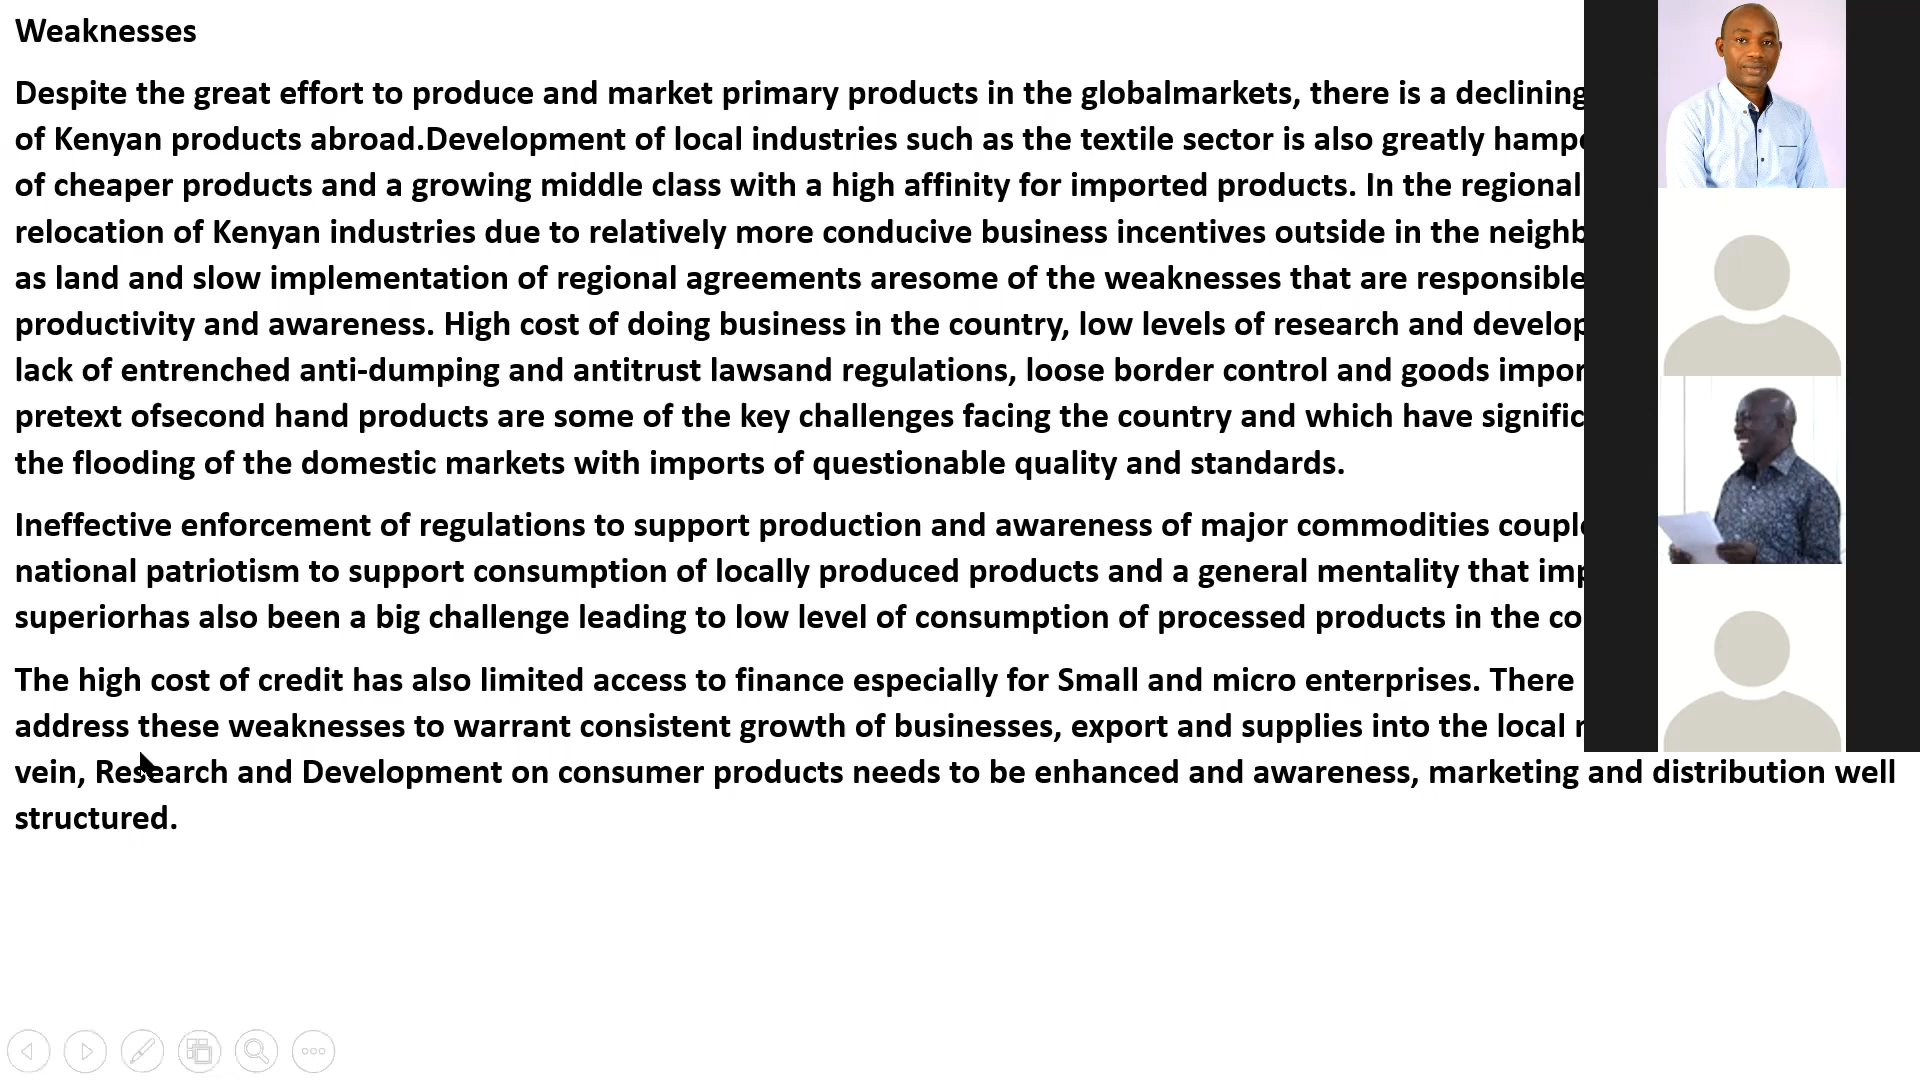 Weaknesses
Despite the great effort to produce and market primary products in the globalmarkets, there is a declining
of Kenyan products abroad.Development of local industries such as the textile sector is also greatly
of cheaper products and a growing middle class with a high affinity for imported products. In the regional
relocation of Kenyan industries due to relatively more conducive business incentives outside in the
as land and slow implementation of regional agreements aresome of the weaknesses that are responsible
productivity and awareness. High cost of doing business in the country, low levels of research and
lack of entrenched anti-dumping and antitrust lawsand regulations, loose border control and goods
pretext ofsecond hand products are some of the key challenges facing the country and which have
the flooding of the domestic markets with imports of questionable quality and standards.
Ineffective enforcement of regulations to support production and awareness of major commodities
national patriotism to support consumption of locally produced products and a general mentality that
superiorhas also been a big challenge leading to low level of consumption of processed products in the
The high cost of credit has also limited access to finance especially for Small and micro enterprises. There
address these weaknesses to warrant consistent growth of businesses, export and supplies into the local
vein, Research and Development on consumer products needs to be enhanced and awareness, marketing and distribution well
structured.